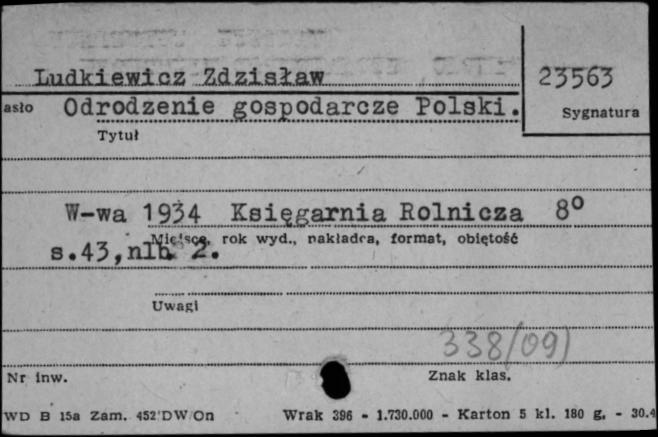 Ludkiewicz Zdzisław
23563
asło Odrodzenie gospodarcze Polski.
Sygnatura
Tytuł
W-wa 1934 Księgarnia Rolnicza 8°
Miejsce, rok wyd., nakładca, format, objętość
s.43,nlb. 2.
Uwagi
338(09)
Nr inw.
Znak klas.
WD B 15a Zam. 452 DW/On Wrak 396 - 1.730.000 - Karton 5 kl. 180 g. - 30.4